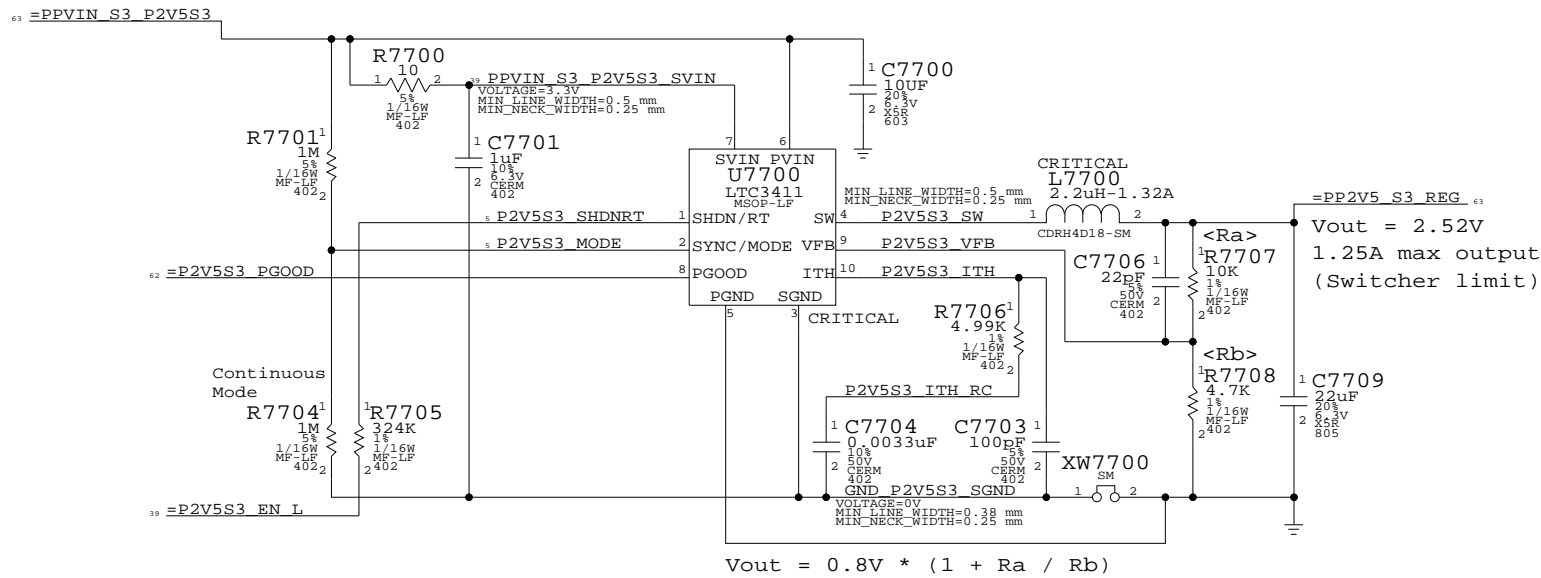 63 =PPVIN_S3_P2V5S3
R7700
10
1 2
5%
1/16W
MF-LF
402
39 PPVIN_S3_P2V5S3_SVIN
VOLTAGE=3.3V
MIN_LINE_WIDTH=0.5 mm
MIN_NECK_WIDTH=0.25 mm
1 C7700
10UF
20%
6.3V
2 X5R
603
R7701 1
1M
5%
1/16W
MF-LF
402 2
1 C7701
1uF
10%
6.3V
2 CERM
402
7 6
SVIN PVIN
U7700
LTC3411
MSOP-LF
CRITICAL
L7700
2.2uH-1.32A
1 2
CDRH4D18-SM
MIN_LINE_WIDTH=0.5 mm
MIN_NECK_WIDTH=0.25 mm
5 P2V5S3_SHDNRT 1 SHDN/RT
SW 4 P2V5S3_SW
5 P2V5S3_MODE 2 SYNC/MODE
VFB 9 P2V5S3_VFB
62 =P2V5S3_PGOOD 8 PGOOD
ITH 10 P2V5S3_ITH
PGND SGND
5 3
CRITICAL
=PP2V5_S3_REG 63
Vout = 2.52V
1.25A max output
(Switcher limit)
C7706 1
22pF
5%
50V 2
CERM
402
<Ra>
1 R7707
10K
1%
1/16W
MF-LF
2 402
R7706 1
4.99K
1%
1/16W
MF-LF
402 2
P2V5S3_ITH_RC
<Rb>
1 R7708
4.7K
1%
1/16W
MF-LF
2 402
1 C7709
22uF
20%
6.3V
2 X5R
805
Continuous
Mode
R7704 1
1M
5%
1/16W
MF-LF
402 2
1 R7705
324K
1%
1/16W
MF-LF
2 402
1 C7704
0.0033uF
10%
50V
2 CERM
402
C7703 1
100pF
5%
50V
CERM 2
402
XW7700
SM
1 2
GND_P2V5S3_SGND
VOLTAGE=0V
MIN_LINE_WIDTH=0.38 mm
MIN_NECK_WIDTH=0.25 mm
39 =P2V5S3_EN_L
Vout = 0.8V * (1 + Ra / Rb)